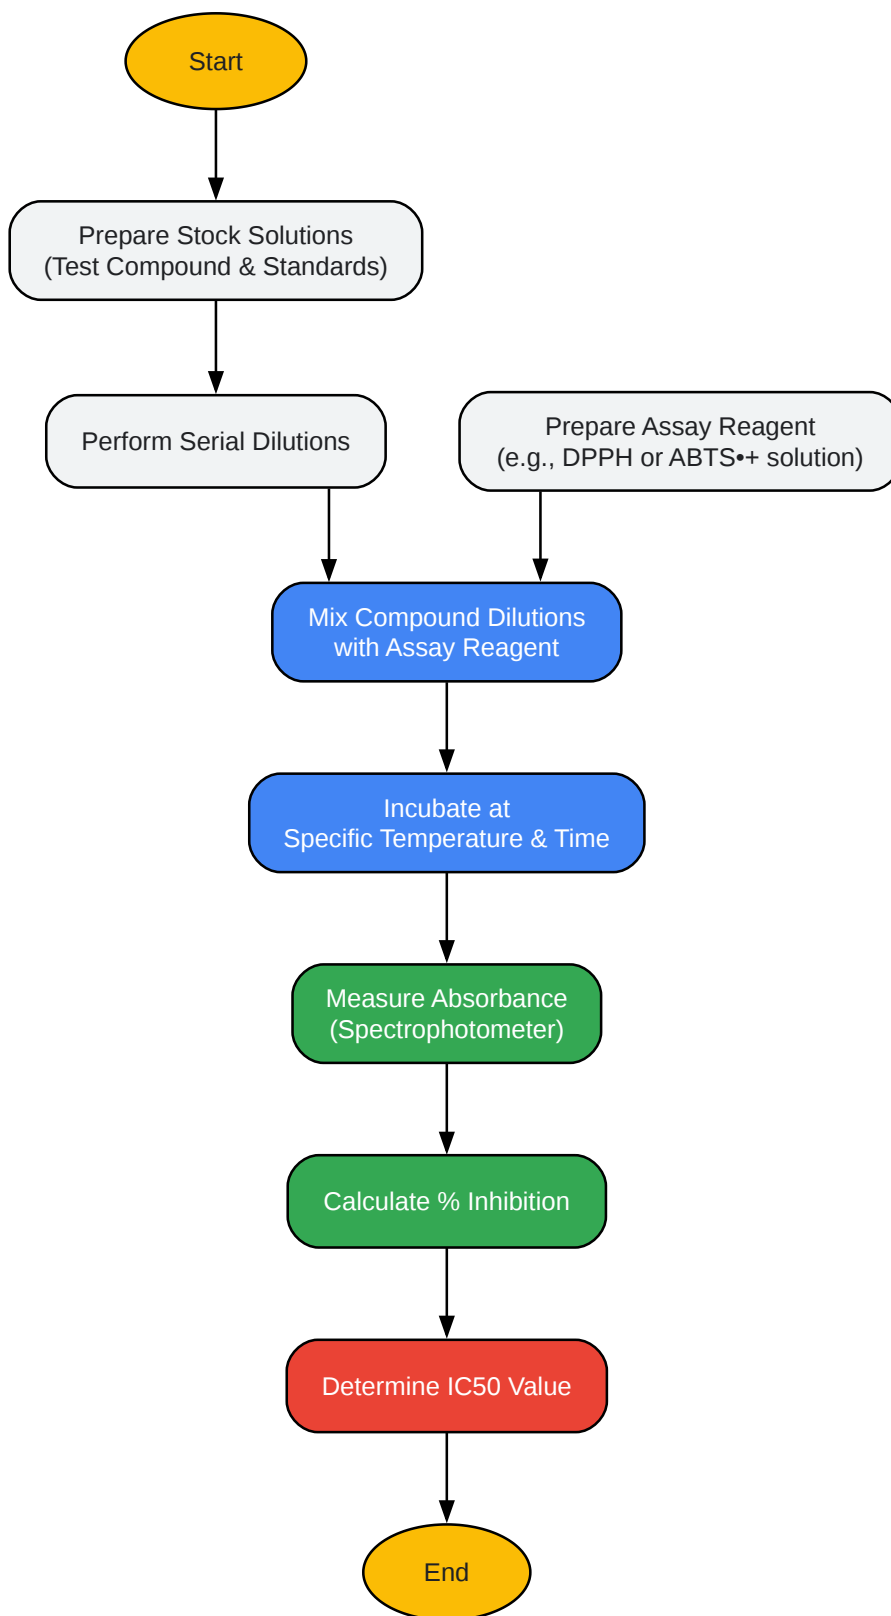 Start
Prepare Stock Solutions
(Test Compound & Standards)
Perform Serial Dilutions
Prepare Assay Reagent
(e.g., DPPH or ABTS•+ solution)
Mix Compound Dilutions
with Assay Reagent
Incubate at
Specific Temperature & Time
Measure Absorbance
(Spectrophotometer)
Calculate % Inhibition
Determine IC50 Value
End